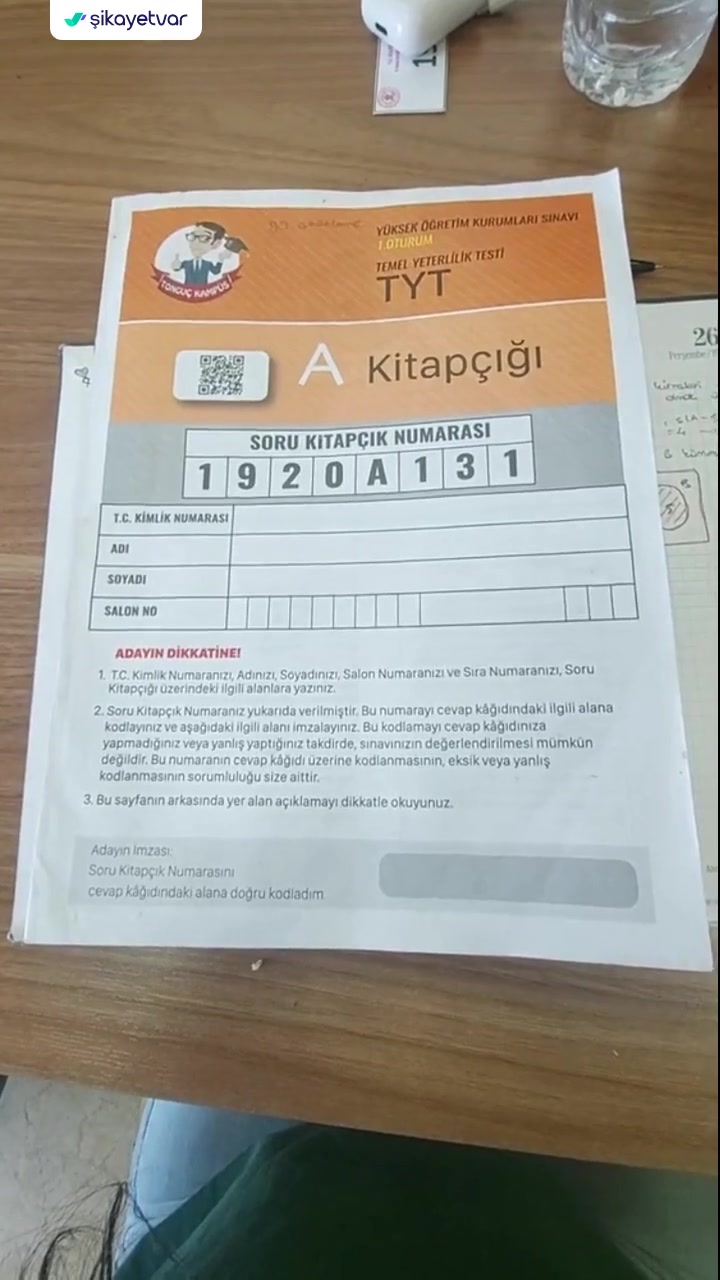 şikayetvar
YÜKSEK ÖĞRETİM KURUMLARI SINAVI
1.OTURUM
TEMEL YETERLİLİK TESTİ
TYT
TONGUÇ KAMPÜS
A Kitapçığı
SORU KİTAPÇIK NUMARASI
1 9 2 0 A 1 3 1
T.C. KİMLİK NUMARASI
ADI
SOYADI
SALON NO
ADAYIN DİKKATİNE!
1. T.C. Kimlik Numaranızı, Adınızı, Soyadınızı, Salon Numaranızı ve Sıra Numaranızı, Soru
Kitapçığı üzerindeki ilgili alanlara yazınız.
2. Soru Kitapçık Numaranız yukarıda verilmiştir. Bu numarayı cevap kâğıdındaki ilgili alana
kodlayınız ve aşağıdaki ilgili alanı imzalayınız. Bu kodlamayı cevap kâğıdınıza
yapmadığınız veya yanlış yaptığınız takdirde, sınavınızın değerlendirilmesi mümkün
değildir. Bu numaranın cevap kâğıdı üzerine kodlanmasının, eksik veya yanlış
kodlanmasının sorumluluğu size aittir.
3. Bu sayfanın arkasında yer alan açıklamayı dikkatle okuyunuz.
Adayın İmzası:
Soru Kitapçık Numarasını
cevap kâğıdındaki alana doğru kodladım
26